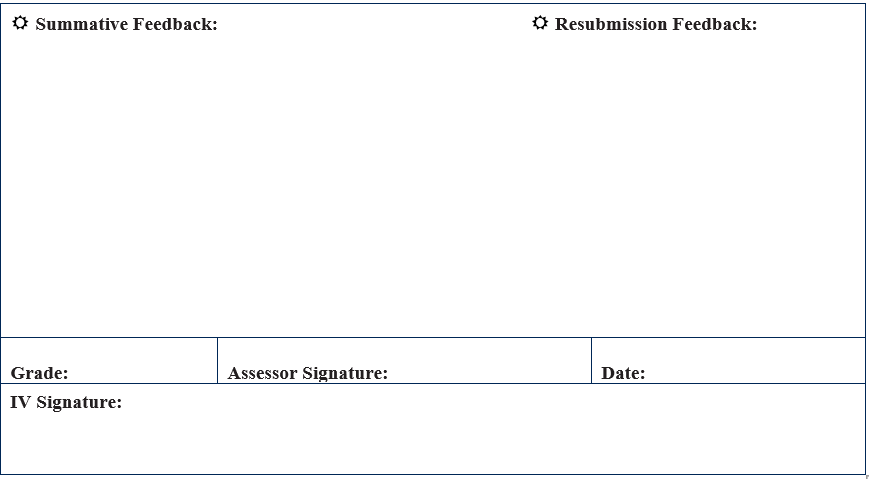 ☼ Summative Feedback: ☼ Resubmission Feedback:
Grade: Assessor Signature: Date:
IV Signature: